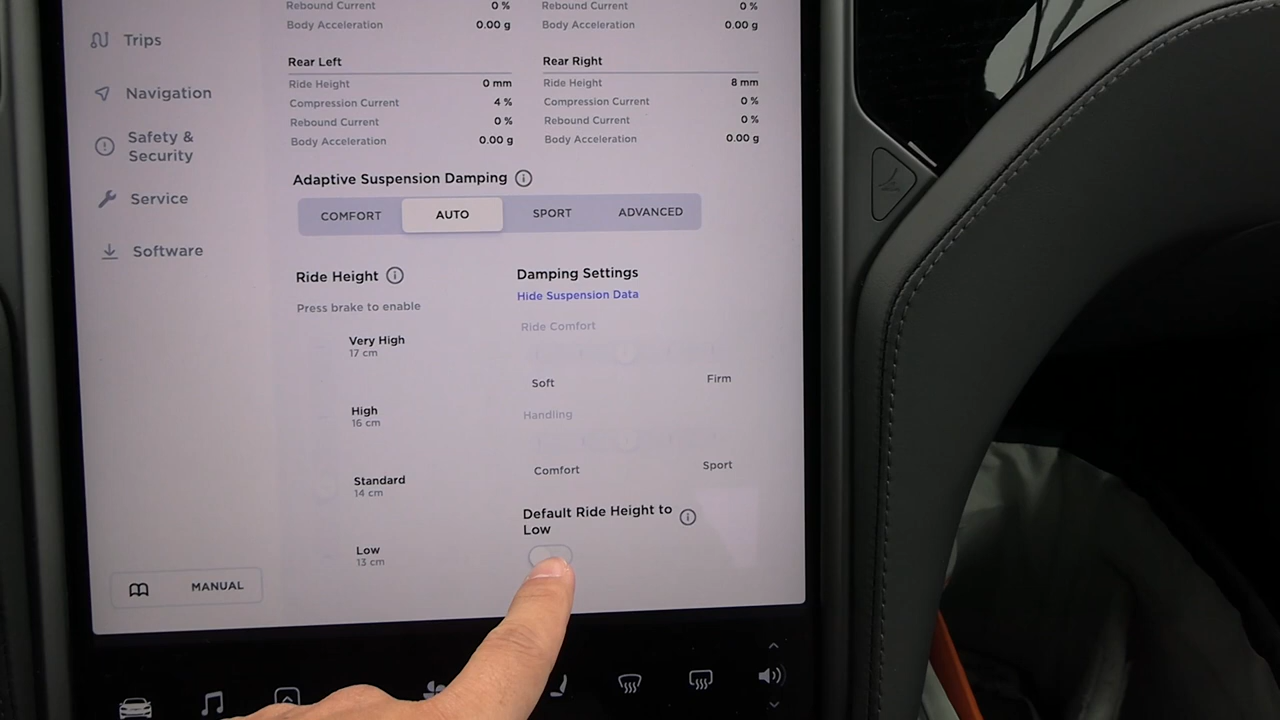 Rebound Current 0 % Rebound Current 0 %
Body Acceleration 0.00 g Body Acceleration 0.00 g
Trips
Navigation
Safety &
Security
Service
Software
Rear Left
Ride Height 0 mm
Compression Current 4 %
Rebound Current 0 %
Body Acceleration 0.00 g
Rear Right
Ride Height 8 mm
Compression Current 0 %
Rebound Current 0 %
Body Acceleration 0.00 g
Adaptive Suspension Damping
COMFORT AUTO SPORT ADVANCED
Ride Height
Press brake to enable
Very High
17 cm
High
16 cm
Standard
14 cm
Low
13 cm
Damping Settings
Hide Suspension Data
Ride Comfort
Soft Firm
Handling
Comfort Sport
Default Ride Height to
Low
MANUAL